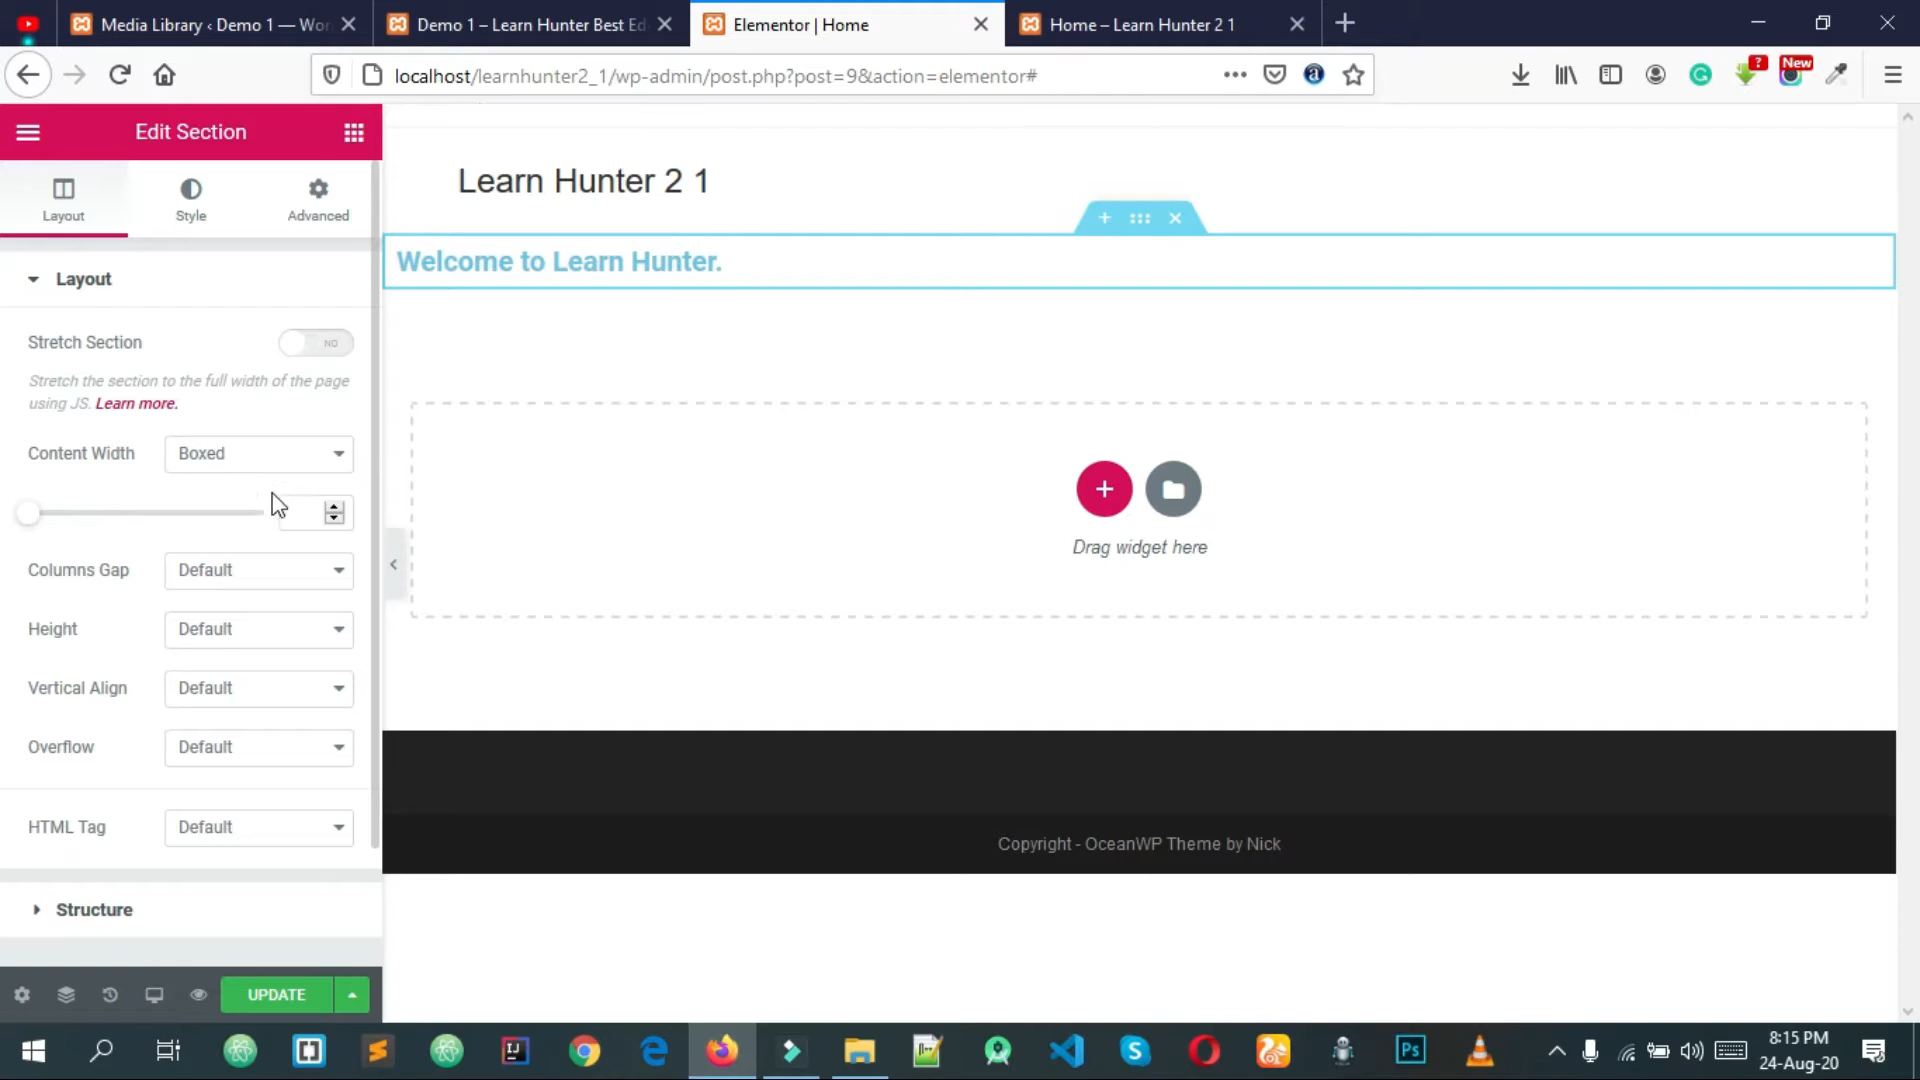 Media Library ‹ Demo 1 — Wor
Demo 1 – Learn Hunter Best Ed
Elementor | Home
Home – Learn Hunter 2 1
localhost/learnhunter2_1/wp-admin/post.php?post=9&action=elementor#
?
New
Edit Section
Layout
Style
Advanced
Layout
Stretch Section
NO
Stretch the section to the full width of the page
using JS. Learn more.
Content Width
Boxed
Columns Gap
Default
Height
Default
Vertical Align
Default
Overflow
Default
HTML Tag
Default
Structure
UPDATE
Learn Hunter 2 1
Welcome to Learn Hunter.
Drag widget here
Copyright - OceanWP Theme by Nick
8:15 PM
24-Aug-20